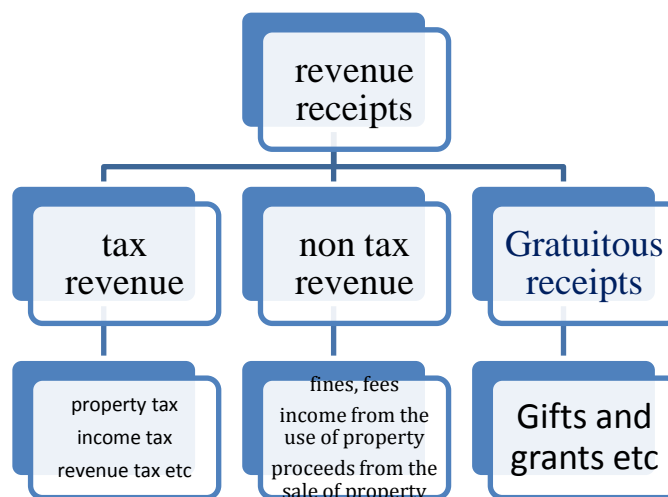 revenue
receipts
tax
revenue
non tax
revenue
Gratuitous
receipts
property tax
income tax
revenue tax etc
fines, fees
income from the
use of property
proceeds from the
sale of property
Gifts and
grants etc